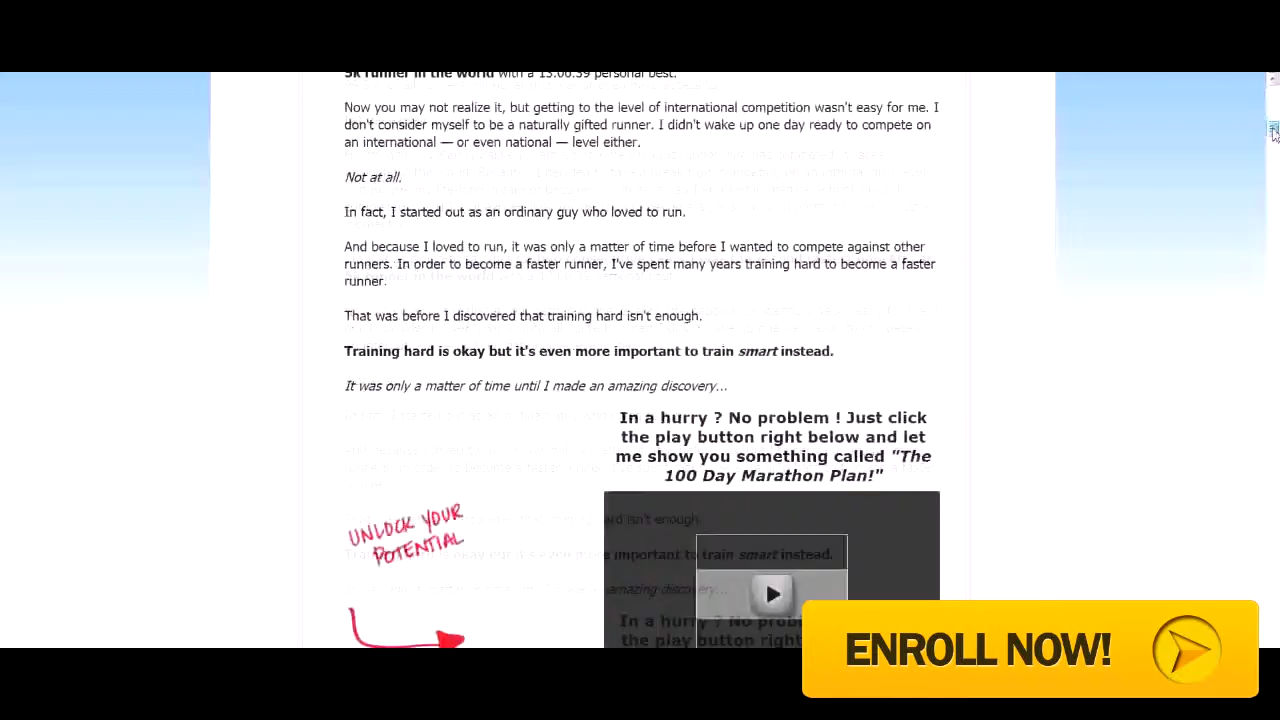 5k runner in the world with a 13:06.39 personal best.
Now you may not realize it, but getting to the level of international competition wasn't easy for me. I
don't consider myself to be a naturally gifted runner. I didn't wake up one day ready to compete on
an international — or even national — level either.
Not at all.
In fact, I started out as an ordinary guy who loved to run.
And because I loved to run, it was only a matter of time before I wanted to compete against other
runners. In order to become a faster runner, I've spent many years training hard to become a faster
runner.
That was before I discovered that training hard isn't enough.
Training hard is okay but it's even more important to train smart instead.
It was only a matter of time until I made an amazing discovery...
In a hurry ? No problem ! Just click
the play button right below and let
me show you something called "The
100 Day Marathon Plan!"
UNLOCK YOUR
POTENTIAL
ENROLL NOW!